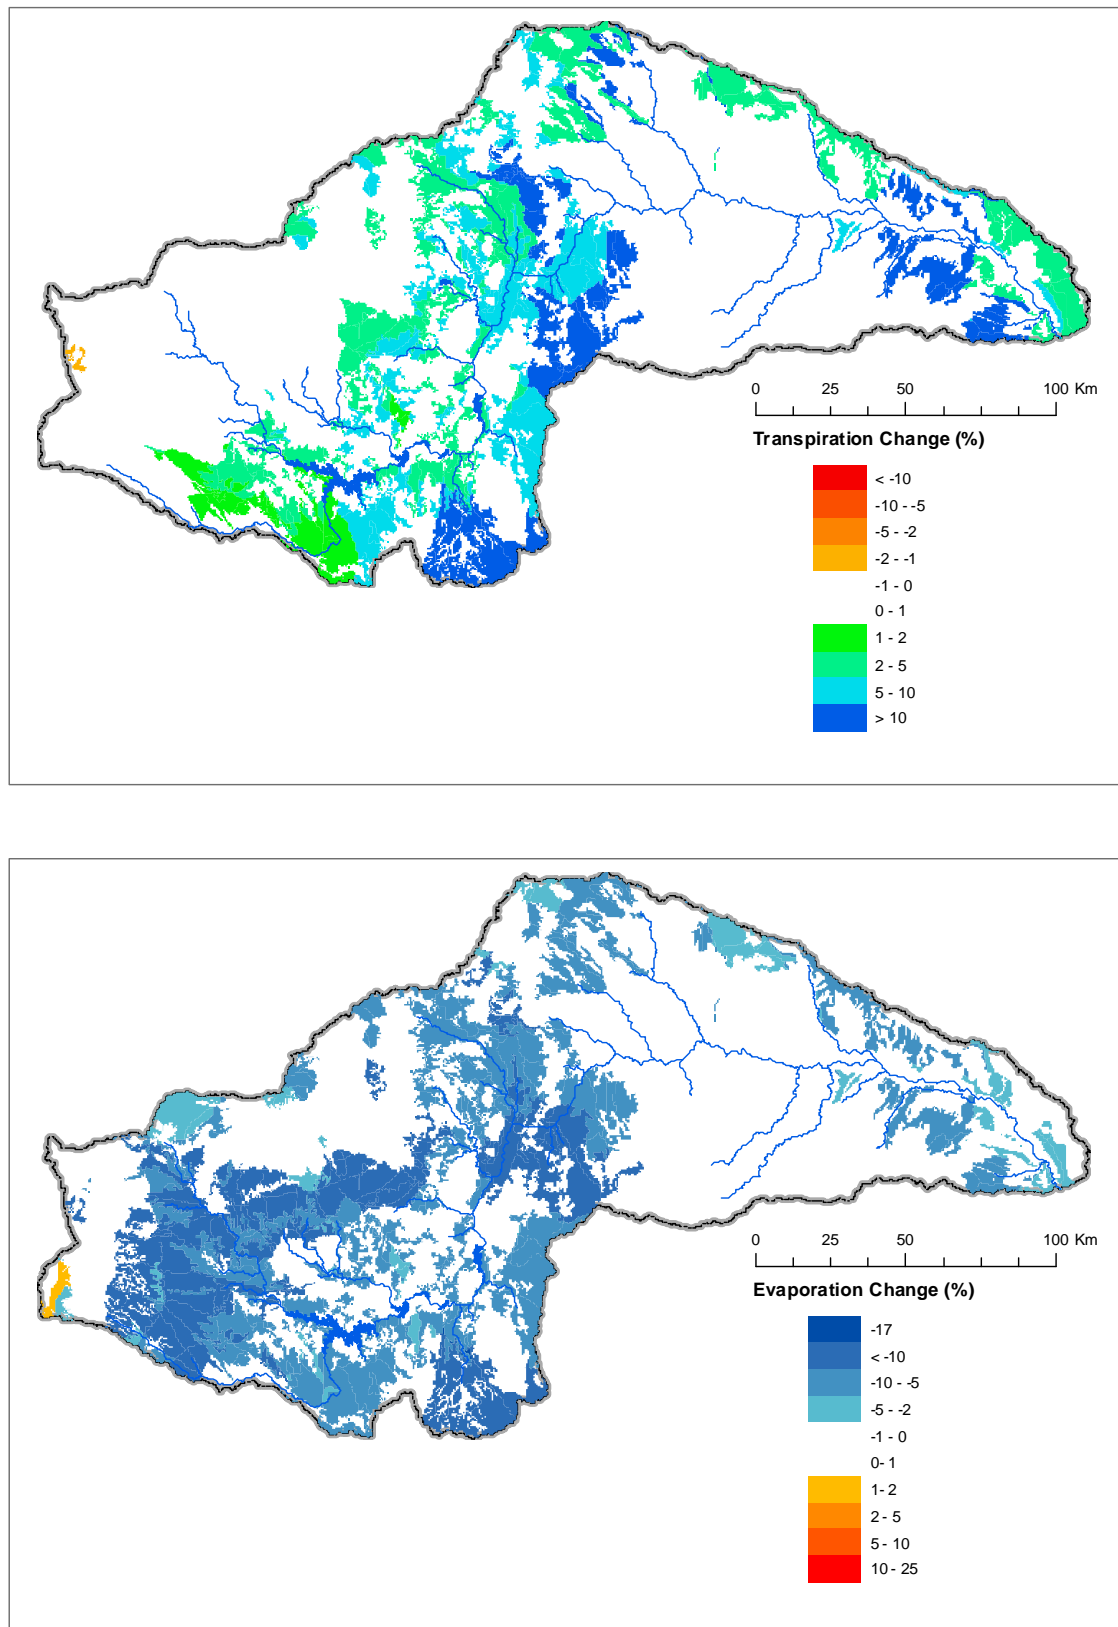 0 25 50 100 Km
Transpiration Change (%)
< -10
-10 - -5
-5 - -2
-2 - -1
-1 - 0
0 - 1
1 - 2
2 - 5
5 - 10
> 10
0 25 50 100 Km
Evaporation Change (%)
-17
< -10
-10 - -5
-5 - -2
-1 - 0
0- 1
1- 2
2 - 5
5 - 10
10 - 25